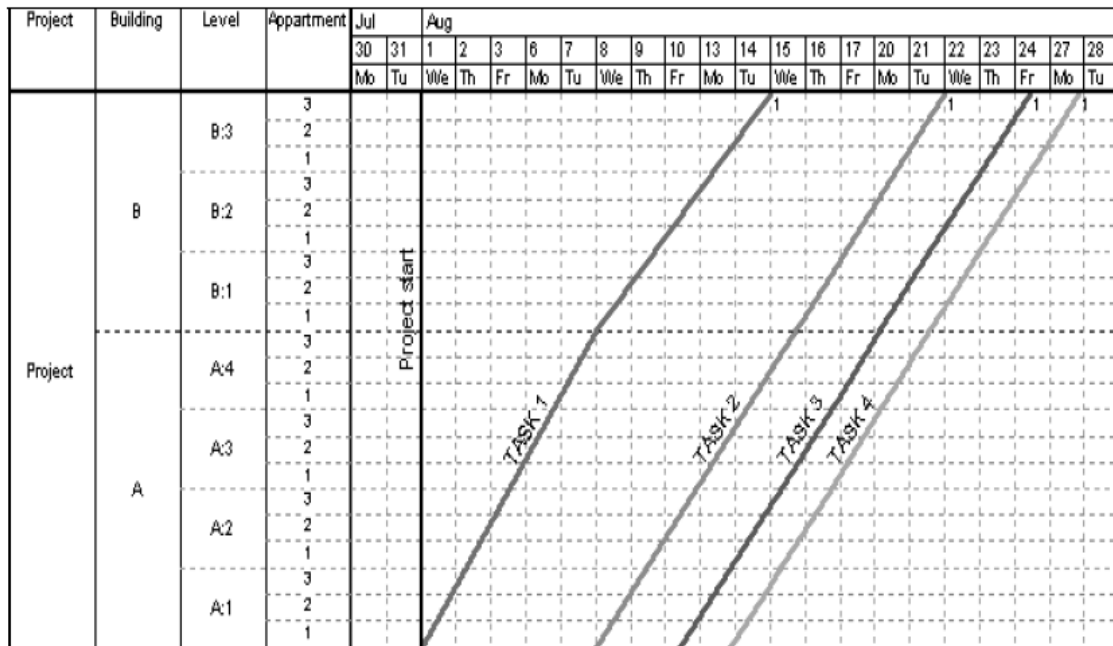 Project Building Level Appartment Jul Aug
30 31 1 2 3 6 7 8 9 10 13 14 15 16 17 20 21 22 23 24 27 28
Mo Tu We Th Fr Mo Tu We Th Fr Mo Tu We Th Fr Mo Tu We Th Fr Mo Tu
3 1 1 1 1
B:3 2
1
3
B B:2 2
1
3
B:1 2
1
Project start
3
Project A:4 2
1
3
TASK 1 TASK 2 TASK 3 TASK 4
A:3 2
1
A
3
A:2 2
1
3
A:1 2
1